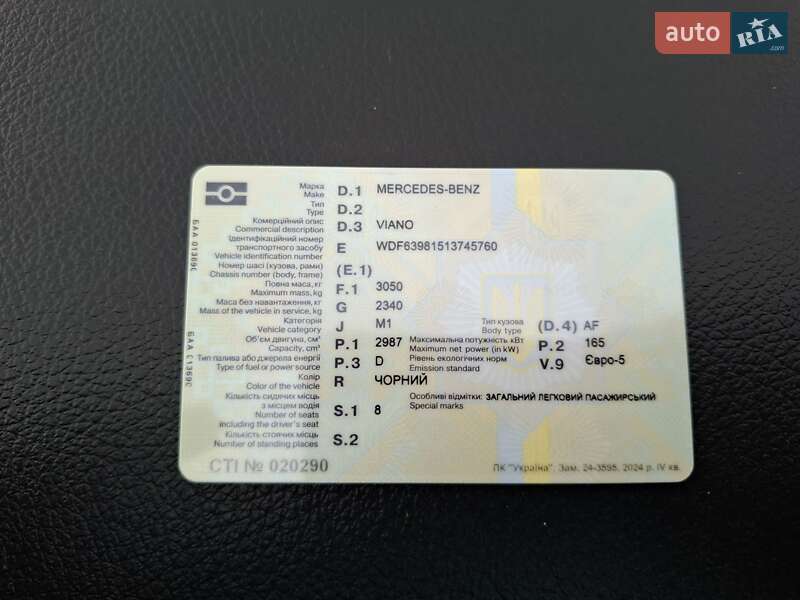 auto RIA .com
Марка D.1 MERCEDES-BENZ
Make
Тип D.2
Type
Комерційний опис D.3 VIANO
Commercial description
Ідентифікаційний номер
транспортного засобу E WDF63981513745760
Vehicle identification number
Номер шасі (кузова, рами) (E.1)
Chassis number (body, frame)
Повна маса, кг F.1 3050
Maximum mass, kg
Маса без навантаження, кг G 2340
Mass of the vehicle in service, kg
Категорія J M1 Тип кузова (D.4) AF
Vehicle category Body type
Об'єм двигуна, см³ P.1 2987 Максимальна потужність кВт P.2 165
Capacity, cm³ Maximum net power (in kW)
Тип палива або джерела енергії P.3 D Рівень екологічних норм V.9 Євро-5
Type of fuel or power source Emission standard
Колір R ЧОРНИЙ
Color of the vehicle
Кількість сидячих місць Особливі відмітки: ЗАГАЛЬНИЙ ЛЕГКОВИЙ ПАСАЖИРСЬКИЙ
з місцем водія S.1 8 Special marks
Number of seats
including the driver's seat
Кількість стоячих місць S.2
Number of standing places
СТІ № 020290 ПК "Україна". Зам. 24-3595. 2024 р. IV кв.